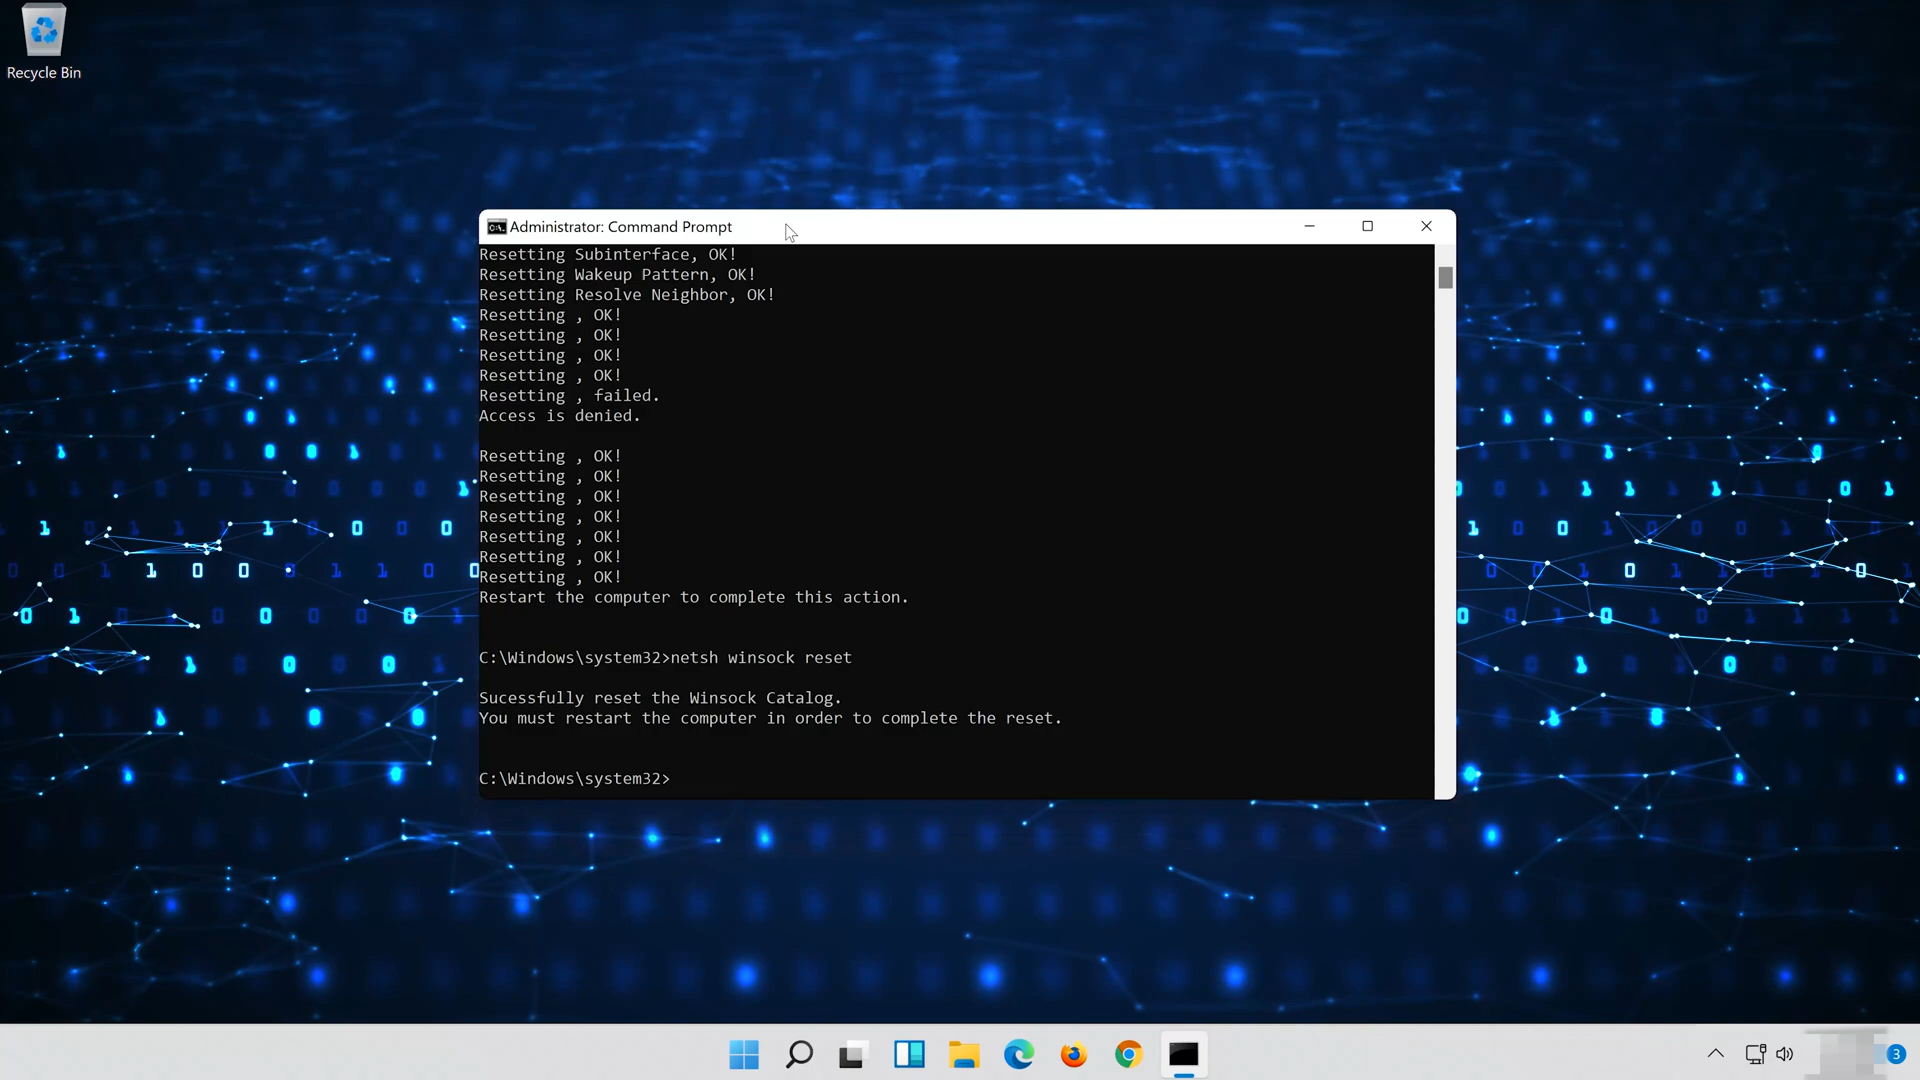 Recycle Bin
Administrator: Command Prompt
Resetting Subinterface, OK!
Resetting Wakeup Pattern, OK!
Resetting Resolve Neighbor, OK!
Resetting , OK!
Resetting , OK!
Resetting , OK!
Resetting , OK!
Resetting , failed.
Access is denied.
Resetting , OK!
Resetting , OK!
Resetting , OK!
Resetting , OK!
Resetting , OK!
Resetting , OK!
Resetting , OK!
Restart the computer to complete this action.
C:\Windows\system32>netsh winsock reset
Sucessfully reset the Winsock Catalog.
You must restart the computer in order to complete the reset.
C:\Windows\system32>
3